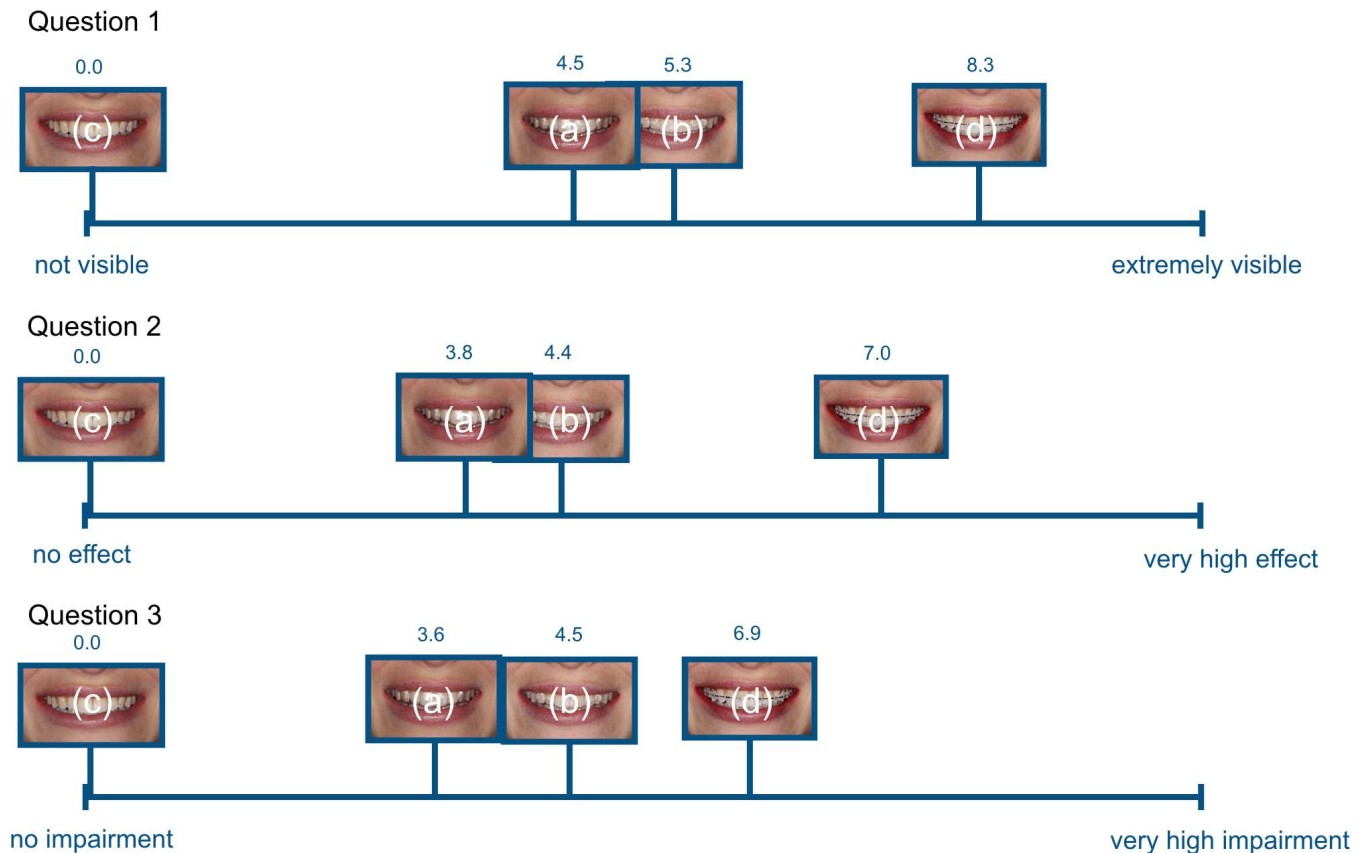 Question 1
0.0 4.5 5.3 8.3
(c) (a) (b) (d)
not visible extremely visible
Question 2
0.0 3.8 4.4 7.0
(c) (a) (b) (d)
no effect very high effect
Question 3
0.0 3.6 4.5 6.9
(c) (a) (b) (d)
no impairment very high impairment